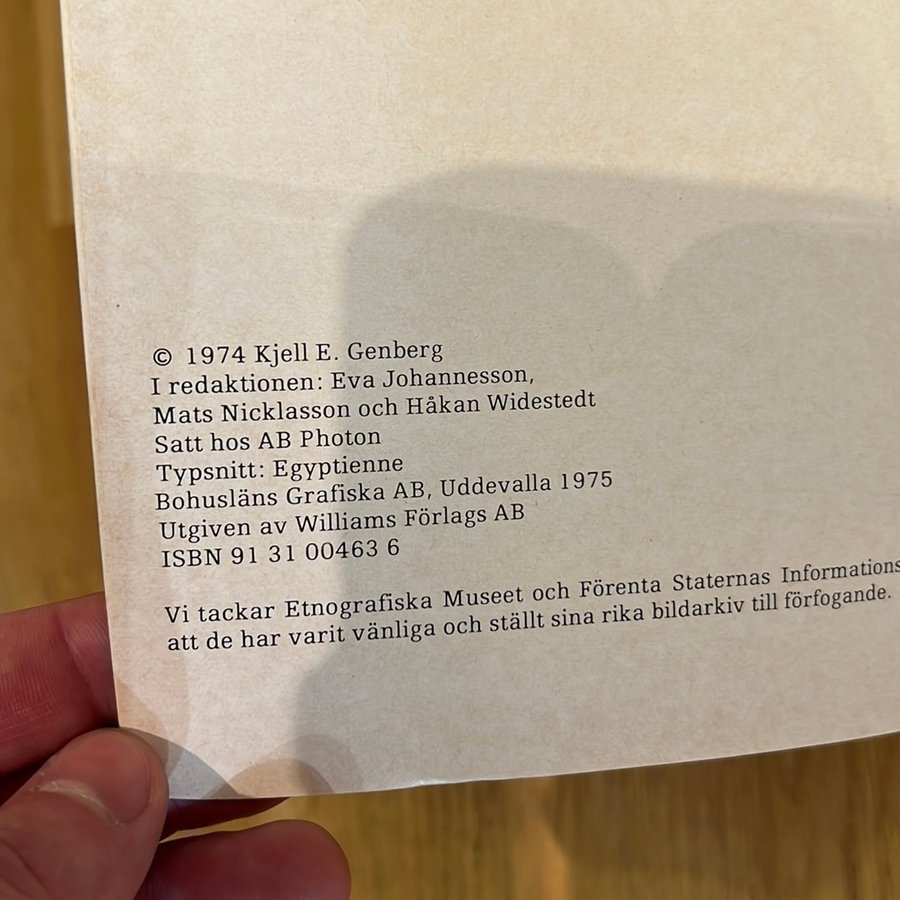 © 1974 Kjell E. Genberg
I redaktionen: Eva Johannesson,
Mats Nicklasson och Håkan Widestedt
Satt hos AB Photon
Typsnitt: Egyptienne
Bohusläns Grafiska AB, Uddevalla 1975
Utgiven av Williams Förlags AB
ISBN 91 31 00463 6
Vi tackar Etnografiska Museet och Förenta Staternas Informations
att de har varit vänliga och ställt sina rika bildarkiv till förfogande.